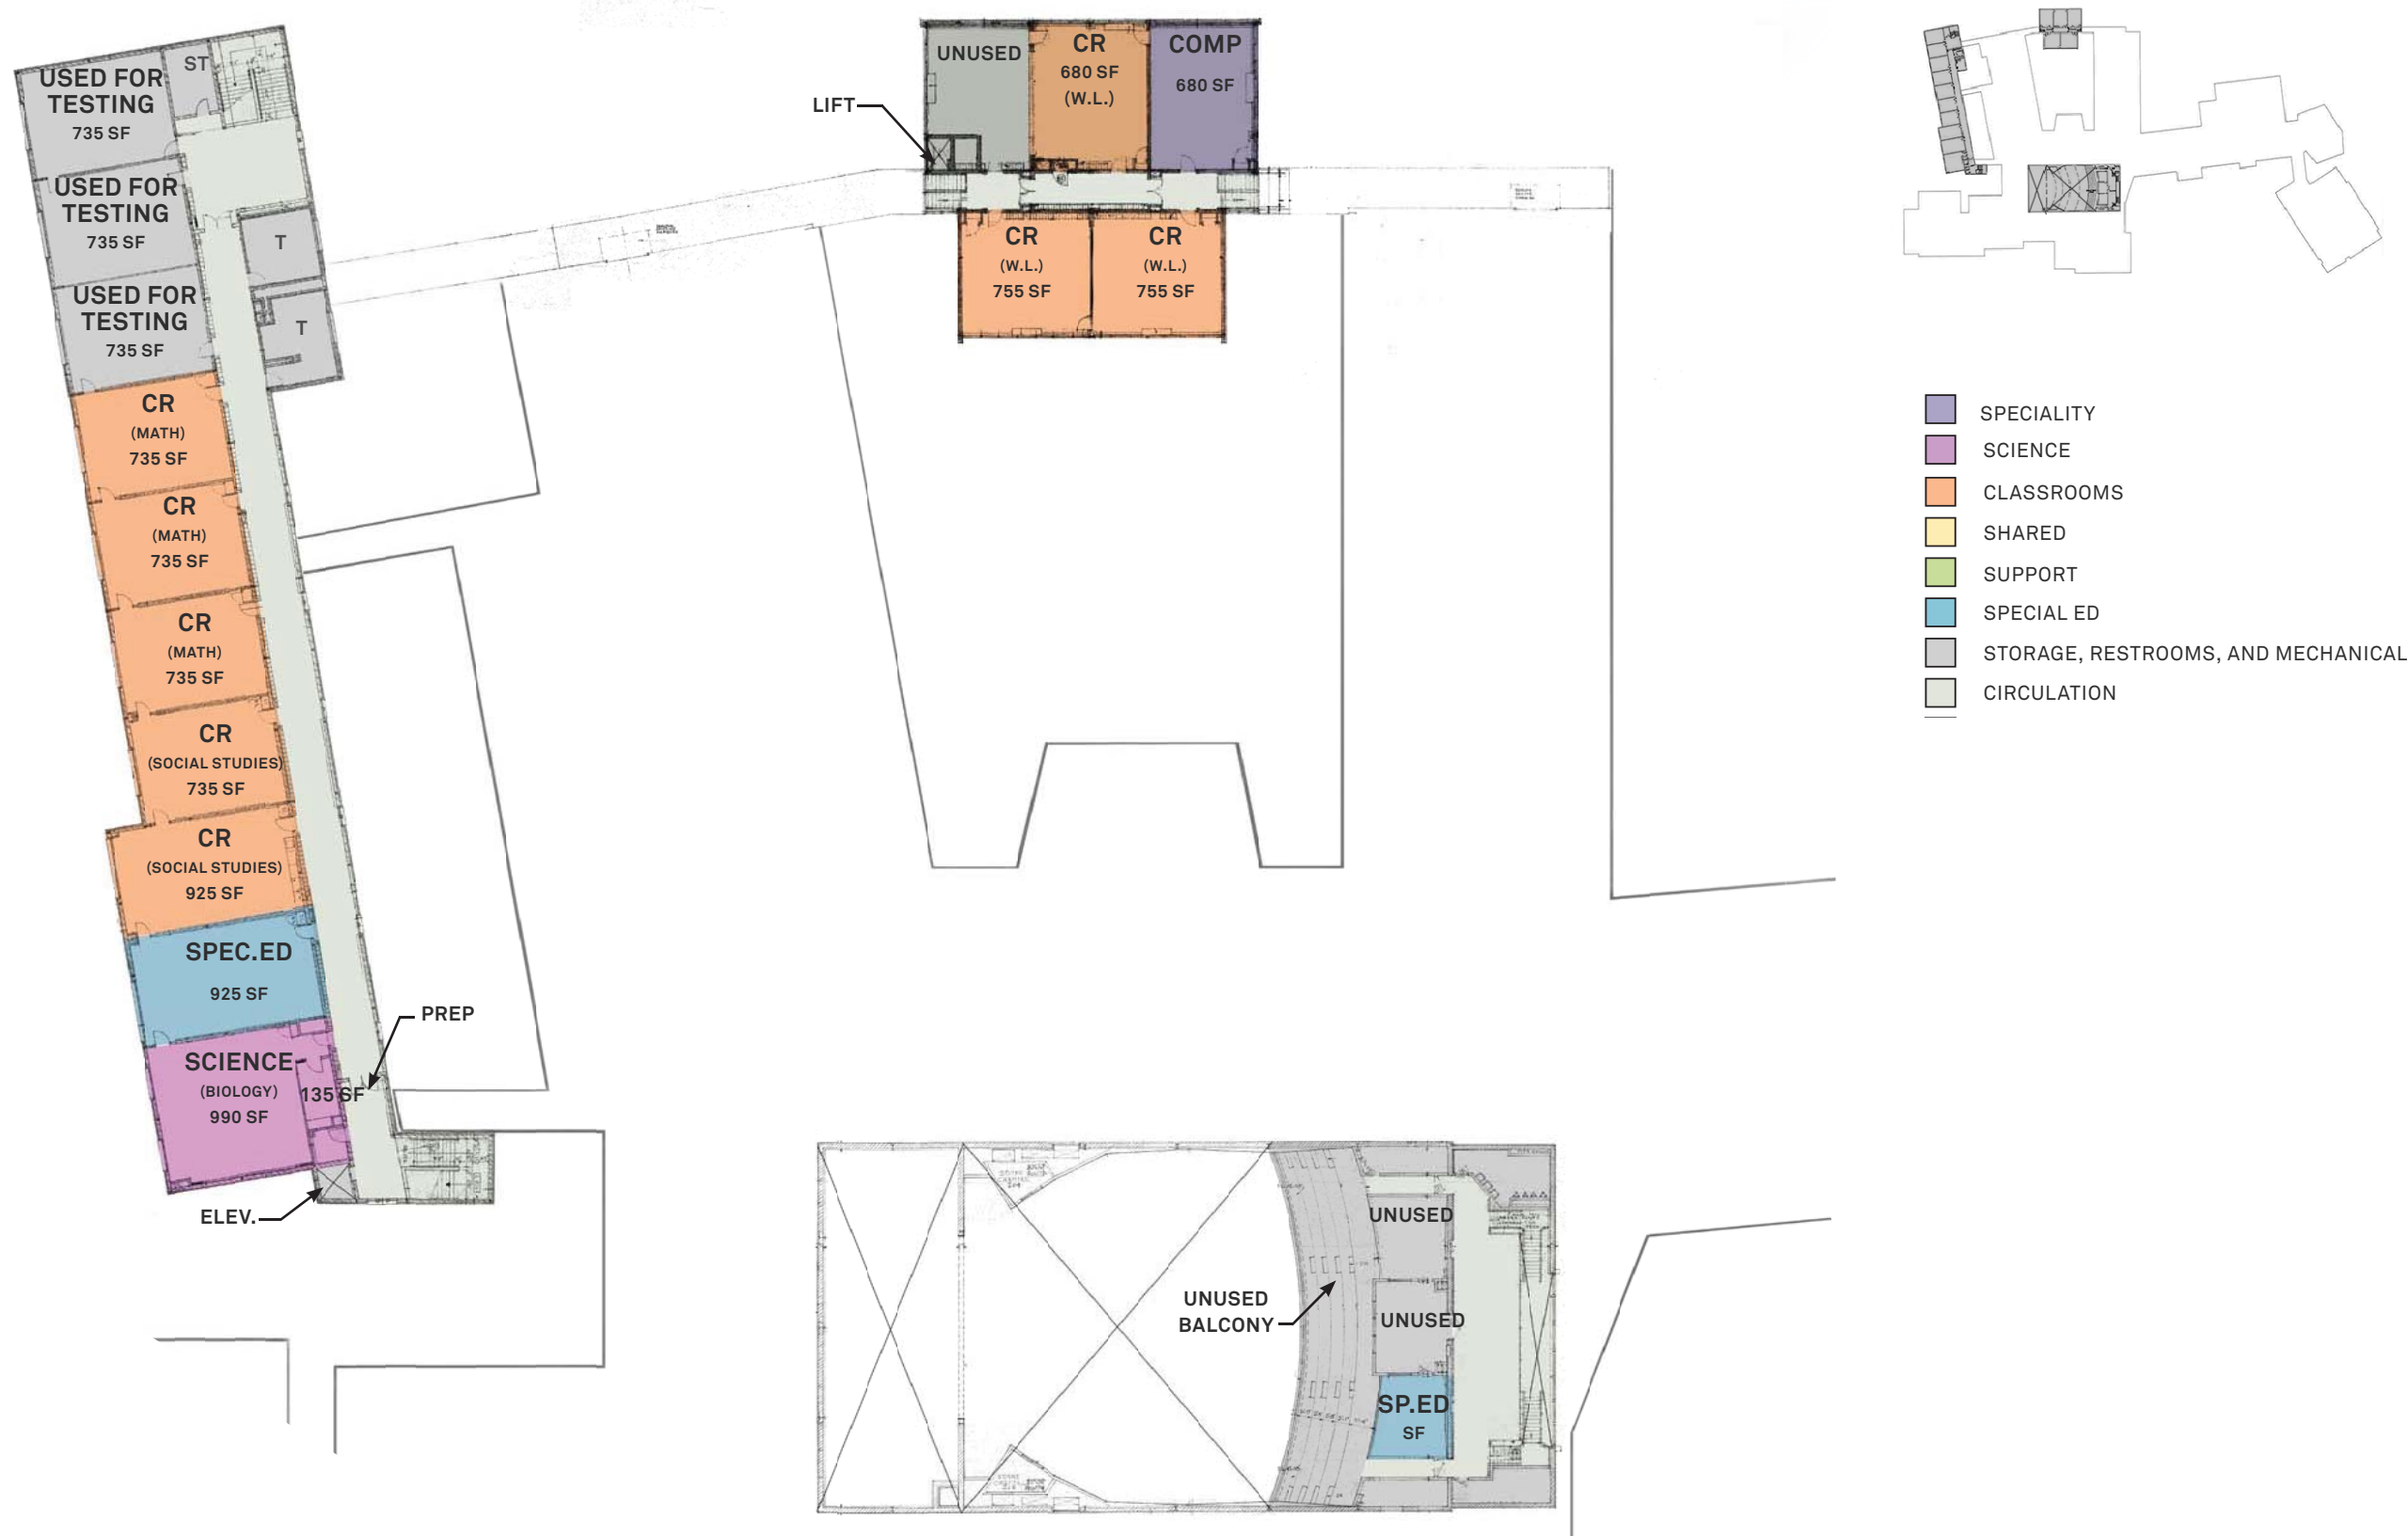 USED FOR
TESTING
735 SF
ST
USED FOR
TESTING
735 SF
T
USED FOR
TESTING
735 SF
T
CR
(MATH)
735 SF
CR
(MATH)
735 SF
CR
(MATH)
735 SF
CR
(SOCIAL STUDIES)
735 SF
CR
(SOCIAL STUDIES)
925 SF
SPEC.ED
925 SF
PREP
SCIENCE
(BIOLOGY)
990 SF
135 SF
ELEV.
UNUSED
CR
680 SF
(W.L.)
COMP
680 SF
LIFT
CR
(W.L.)
755 SF
CR
(W.L.)
755 SF
UNUSED
UNUSED
UNUSED
BALCONY
SP.ED
SF
SPECIALITY
SCIENCE
CLASSROOMS
SHARED
SUPPORT
SPECIAL ED
STORAGE, RESTROOMS, AND MECHANICAL
CIRCULATION